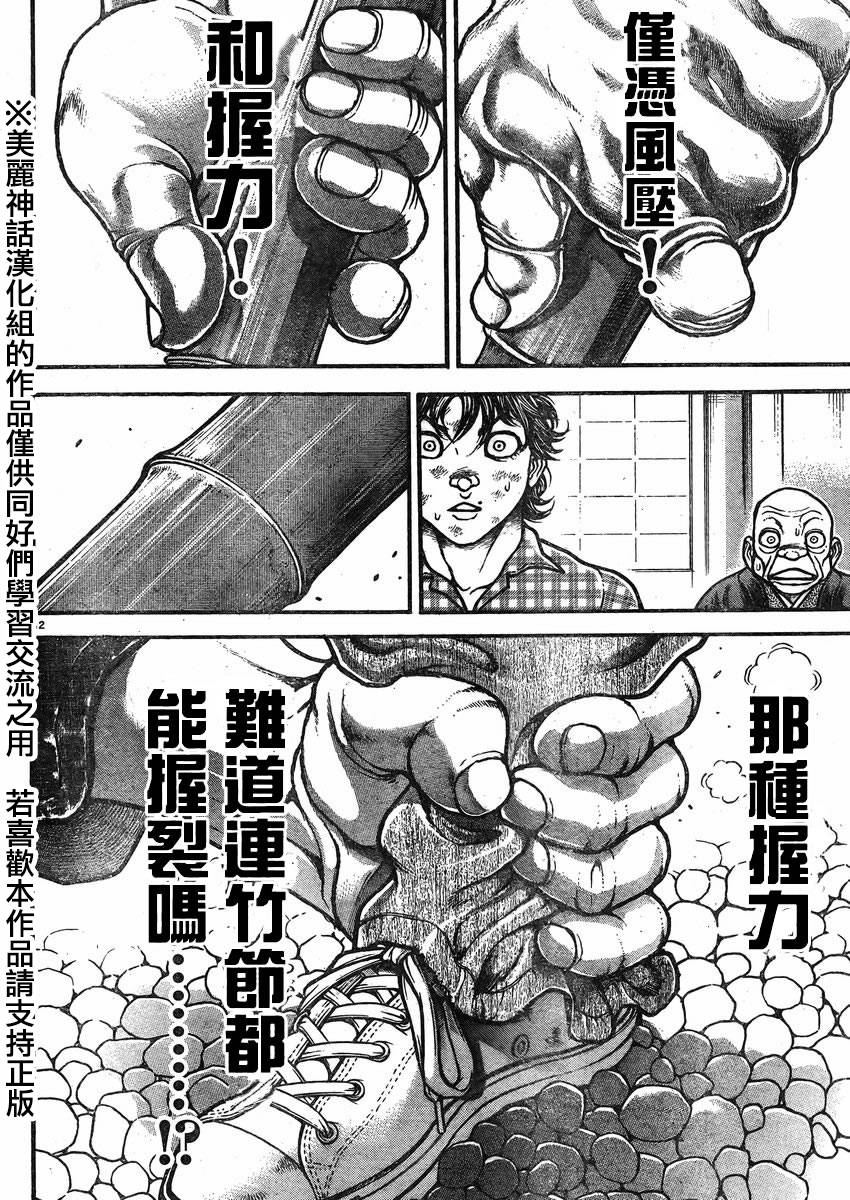 僅憑風壓！
和握力！
那種握力
難道連竹節都
能握裂嗎…………!?
2
※美麗神話漢化組的作品僅供同好們學習交流之用　若喜歡本作品請支持正版